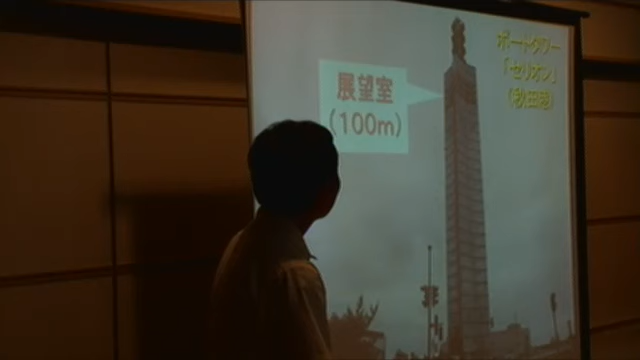 ポートタワー
「セリオン」
(秋田港)
展望室
(100m)